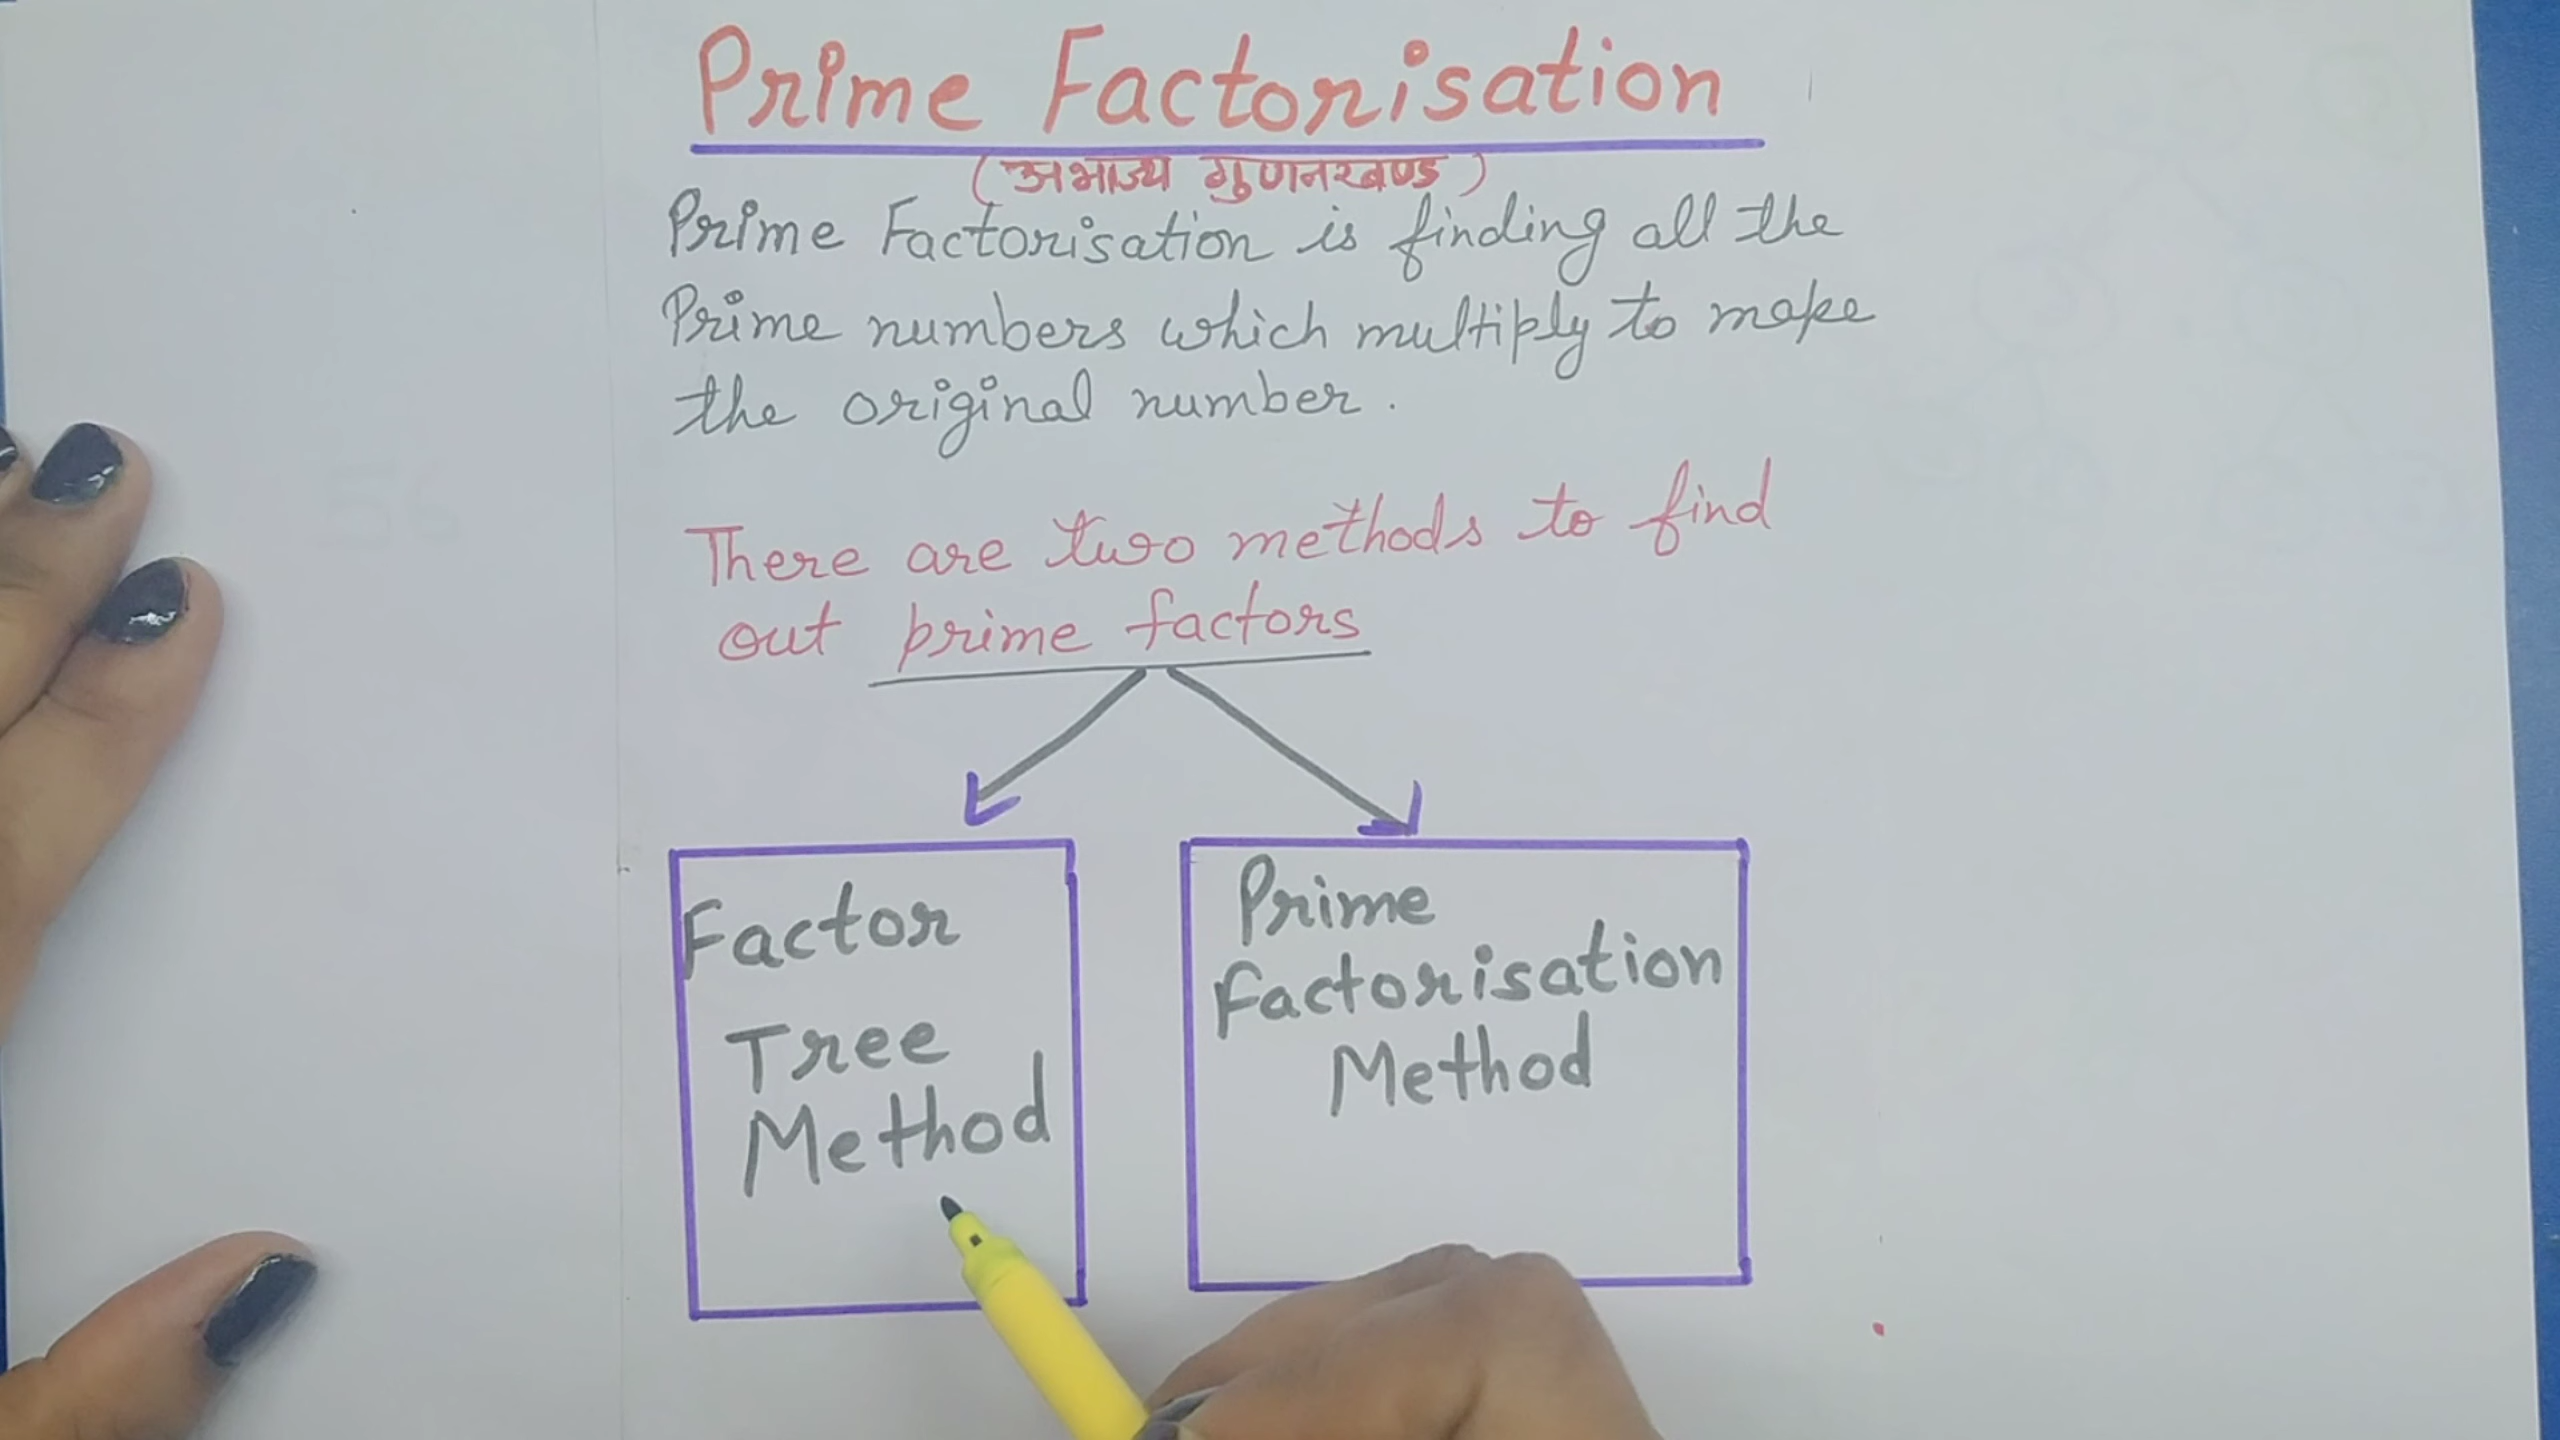 Prime Factorisation
(अभाज्य गुणनखण्ड)
Prime Factorisation is finding all the
Prime numbers which multiply to make
the original number.
There are two methods to find
out prime factors
Factor
Tree
Method
Prime
Factorisation
Method